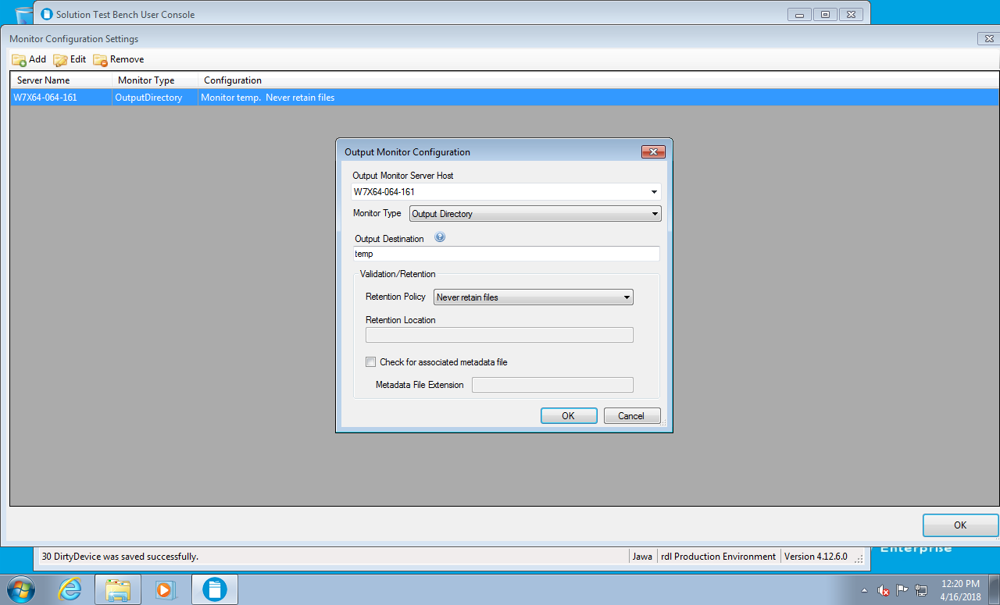 Solution Test Bench User Console
Monitor Configuration Settings
Add Edit Remove
Server Name Monitor Type Configuration
W7X64-064-161 OutputDirectory Monitor temp. Never retain files
Output Monitor Configuration
Output Monitor Server Host
W7X64-064-161
Monitor Type Output Directory
Output Destination
temp
Validation/Retention
Retention Policy Never retain files
Retention Location
Check for associated metadata file
Metadata File Extension
OK Cancel
OK
Enterprise
30 DirtyDevice was saved successfully. Jawa rdl Production Environment Version 4.12.6.0
12:20 PM
4/16/2018